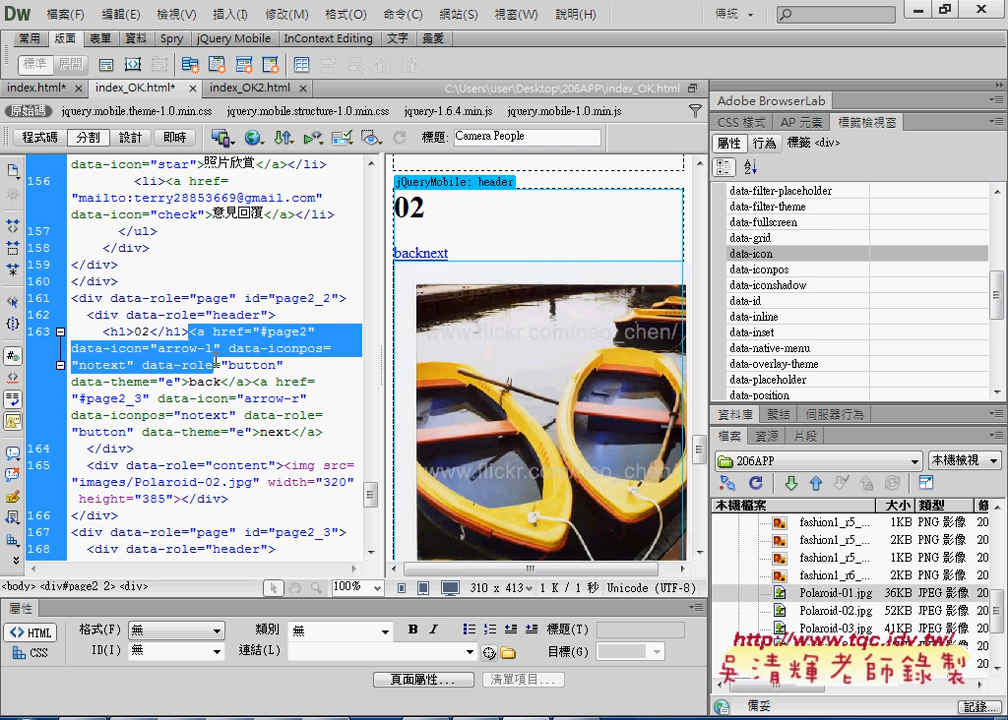 Dw 檔案(F) 編輯(E) 檢視(V) 插入(I) 修改(M) 格式(O) 命令(C) 網站(S) 視窗(W) 說明(H) 傳統
常用 版面 表單 資料 Spry jQuery Mobile InContext Editing 文字 我最愛
標準 展開
index.html* index_OK.html* index_OK2.html C:\Users\user\Desktop\206APP\index_OK.html
原始碼 jquery.mobile.theme-1.0.min.css jquery.mobile.structure-1.0.min.css jquery-1.6.4.min.js jquery.mobile-1.0.min.js
程式碼 分割 設計 即時 標題: Camera People
data-icon="star">照片欣賞</a></li>
156 <li><a href=
"mailto:terry28853669@gmail.com"
data-icon="check">意見回覆</a></li>
157 </ul>
158 </div>
159 </div>
160 </div>
161 <div data-role="page" id="page2_2">
162 <div data-role="header">
163 <h1>02</h1><a href="#page2"
data-icon="arrow-l" data-iconpos=
"notext" data-role="button"
data-theme="e">back</a><a href=
"#page2_3" data-icon="arrow-r"
data-iconpos="notext" data-role=
"button" data-theme="e">next</a>
164 </div>
165 <div data-role="content"><img src=
"images/Polaroid-02.jpg" width="320"
height="385"></div>
166 </div>
167 <div data-role="page" id="page2_3">
168 <div data-role="header">
jQueryMobile: header
02
backnext
www.flickr.com/neo_chen/
www.flickr.com/neo_chen/
<body> <div#page2_2> <div> 100% 310 x 413 1 K / 1 秒 Unicode (UTF-8)
Adobe BrowserLab
CSS 樣式 AP 元素 標籤檢視窗
屬性 行為 標籤 <div>
data-filter-placeholder
data-filter-theme
data-fullscreen
data-grid
data-icon
data-iconpos
data-iconshadow
data-id
data-inline
data-inset
data-native-menu
data-overlay-theme
data-placeholder
data-position
資料庫 繫結 伺服器行為
檔案 資源 片段
206APP 本機檢視
本機檔案 大小 類型 修
fashion1_r5_... 1KB PNG 影像 20
fashion1_r5_... 2KB PNG 影像 20
fashion1_r5_... 1KB PNG 影像 20
fashion1_r6_... 2KB PNG 影像 20
Polaroid-01.jpg 36KB JPEG 影像 20
Polaroid-02.jpg 52KB JPEG 影像 20
Polaroid-03.jpg 41KB JPEG 影像 20
http://www.tqc.idv.tw/
吳清輝老師錄製
備妥 記錄...
屬性
HTML 格式(F) 無 類別 無 B I 標題(T)
CSS ID(I) 無 連結(L) 目標(G)
頁面屬性... 清單項目...